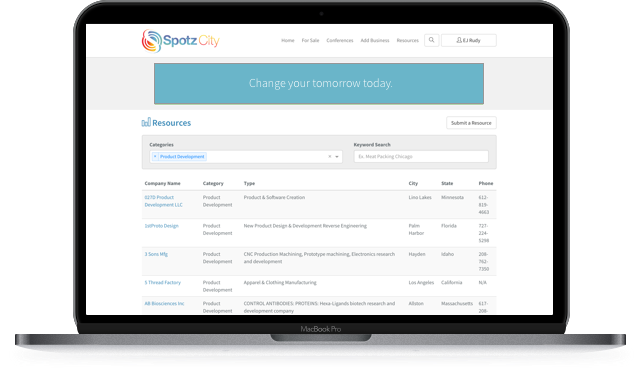 Spotz City
Home For Sale Conferences Add Business Resources EJ Rudy
Change your tomorrow today.
Resources
Submit a Resource
Categories Keyword Search
× Product Development × Ex. Meat Packing Chicago
Company Name Category Type City State Phone
02TD Product Product Product & Software Creation Lino Lakes Minnesota 612-
Development LLC Development 819-
4663
1stProto Design Product New Product Design & Development Reverse Engineering Palm Florida 727-
Development Harbor 224-
5298
3 Sons Mfg Product CNC Production Machining, Prototype machining, Electronics research Hayden Idaho 208-
Development and development 762-
7350
5 Thread Factory Product Apparel & Clothing Manufacturing Los Angeles California N/A
Development
AB Biosciences Inc Product CONTROL ANTIBODIES: PROTEINS: Hexa-Ligands biotech research and Allston Massachusetts 617-
Development development company 208-
MacBook Pro